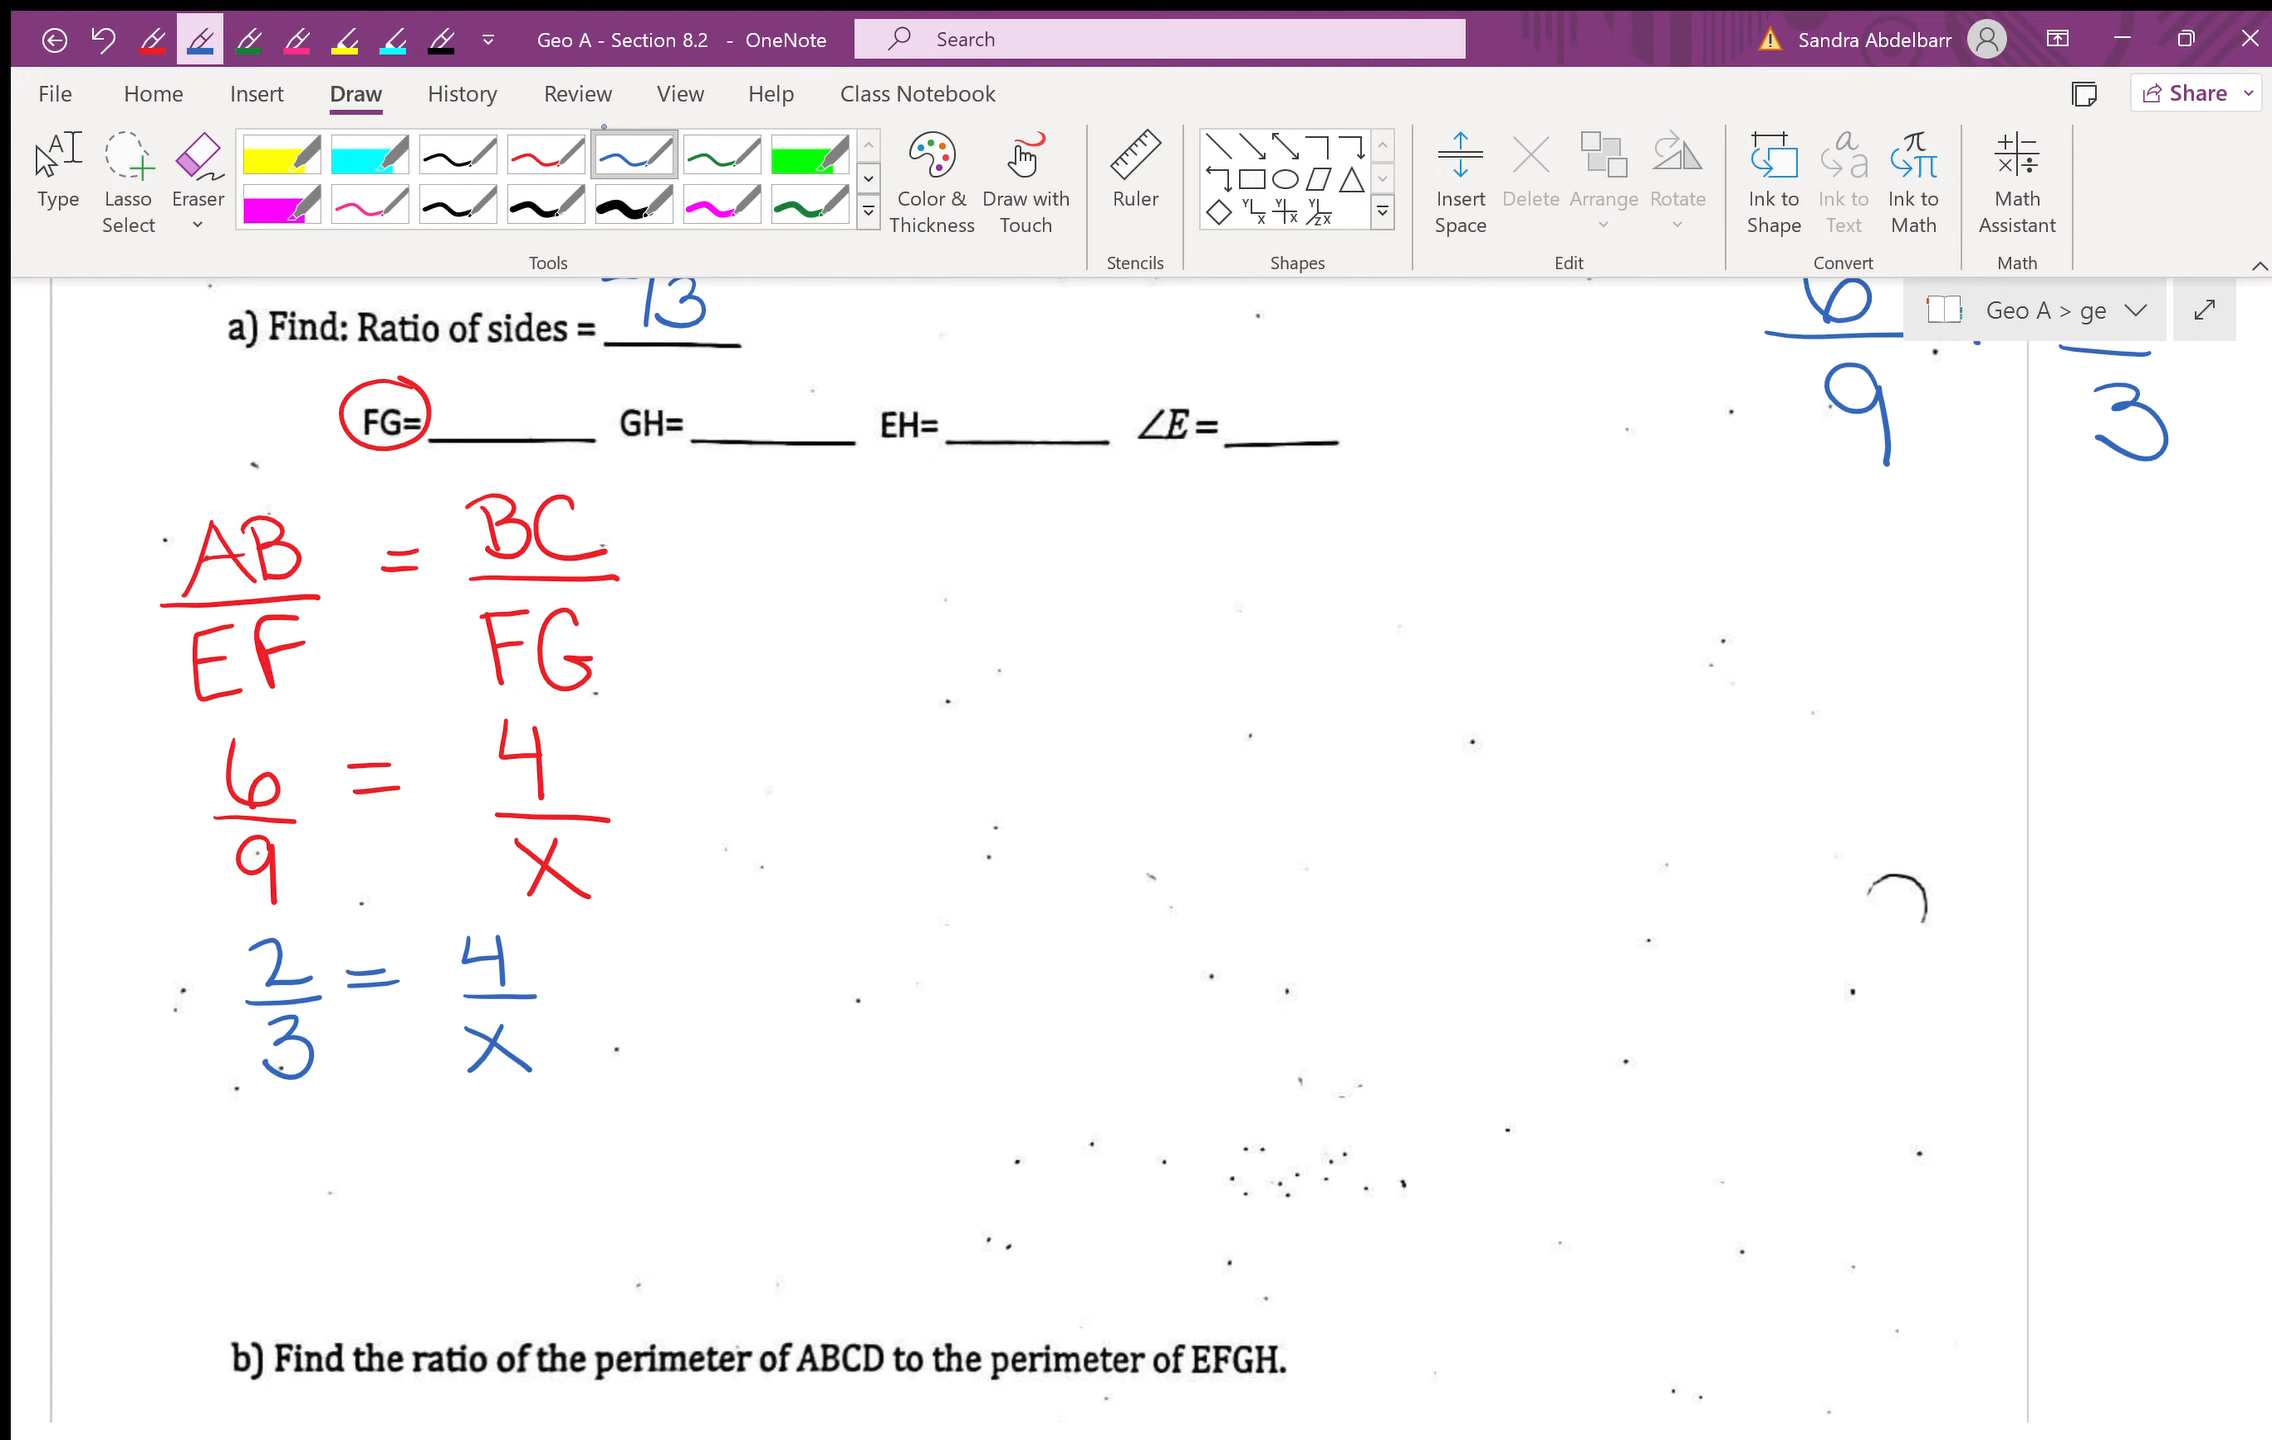 Geo A - Section 8.2 - OneNote
Search
Sandra Abdelbarr
File Home Insert Draw History Review View Help Class Notebook
Share
Type
Lasso Select
Eraser
Color & Thickness
Draw with Touch
Ruler
Insert Space
Delete
Arrange
Rotate
Ink to Shape
Ink to Text
Ink to Math
Math Assistant
Tools
Stencils
Shapes
Edit
Convert
Math
Geo A > ge
a) Find: Ratio of sides = /3
6
9
3
FG= GH= EH= ∠E =
AB = BC
EF FG
6 = 4
9 x
2 = 4
3 x
b) Find the ratio of the perimeter of ABCD to the perimeter of EFGH.